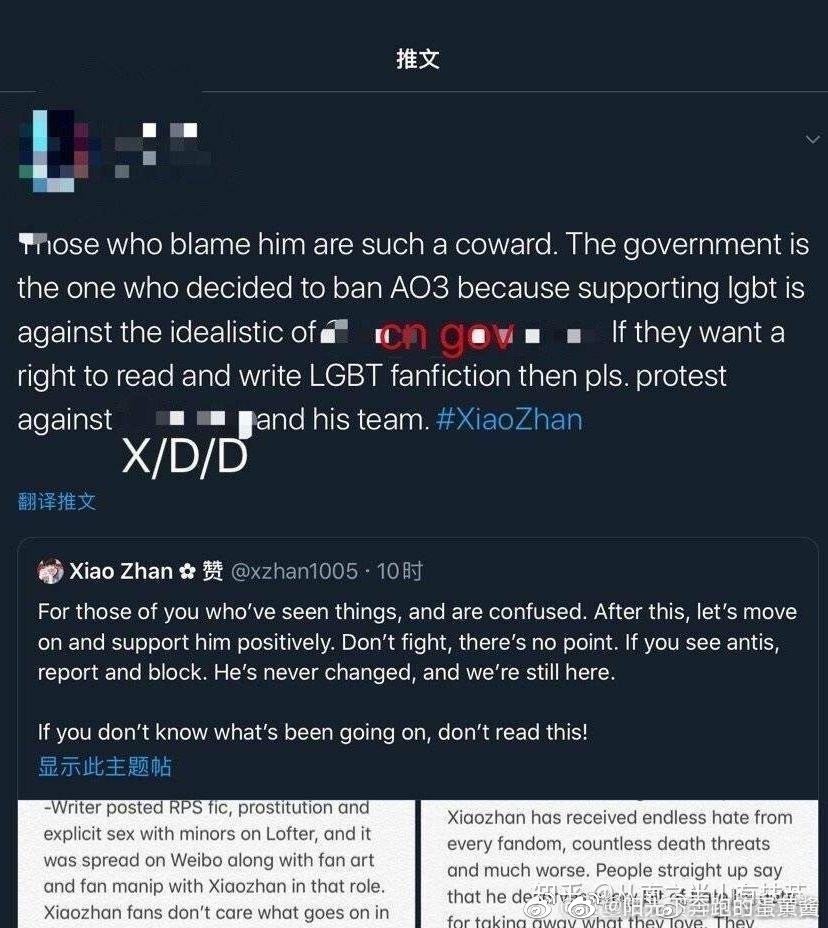 推文
Those who blame him are such a coward. The government is
the one who decided to ban AO3 because supporting lgbt is
against the idealistic of cn gov If they want a
right to read and write LGBT fanfiction then pls. protest
against and his team. #XiaoZhan
X/D/D
翻译推文
Xiao Zhan ✿ 赞 @xzhan1005 · 10时
For those of you who've seen things, and are confused. After this, let's move
on and support him positively. Don't fight, there's no point. If you see antis,
report and block. He's never changed, and we're still here.
If you don't know what's been going on, don't read this!
显示此主题帖
-Writer posted RPS fic, prostitution and
explicit sex with minors on Lofter, and it
was spread on Weibo along with fan art
and fan manip with Xiaozhan in that role.
Xiaozhan fans don't care what goes on in
Xiaozhan has received endless hate from
every fandom, countless death threats
and much worse. People straight up say
that he
for taking away what they love. They
知乎